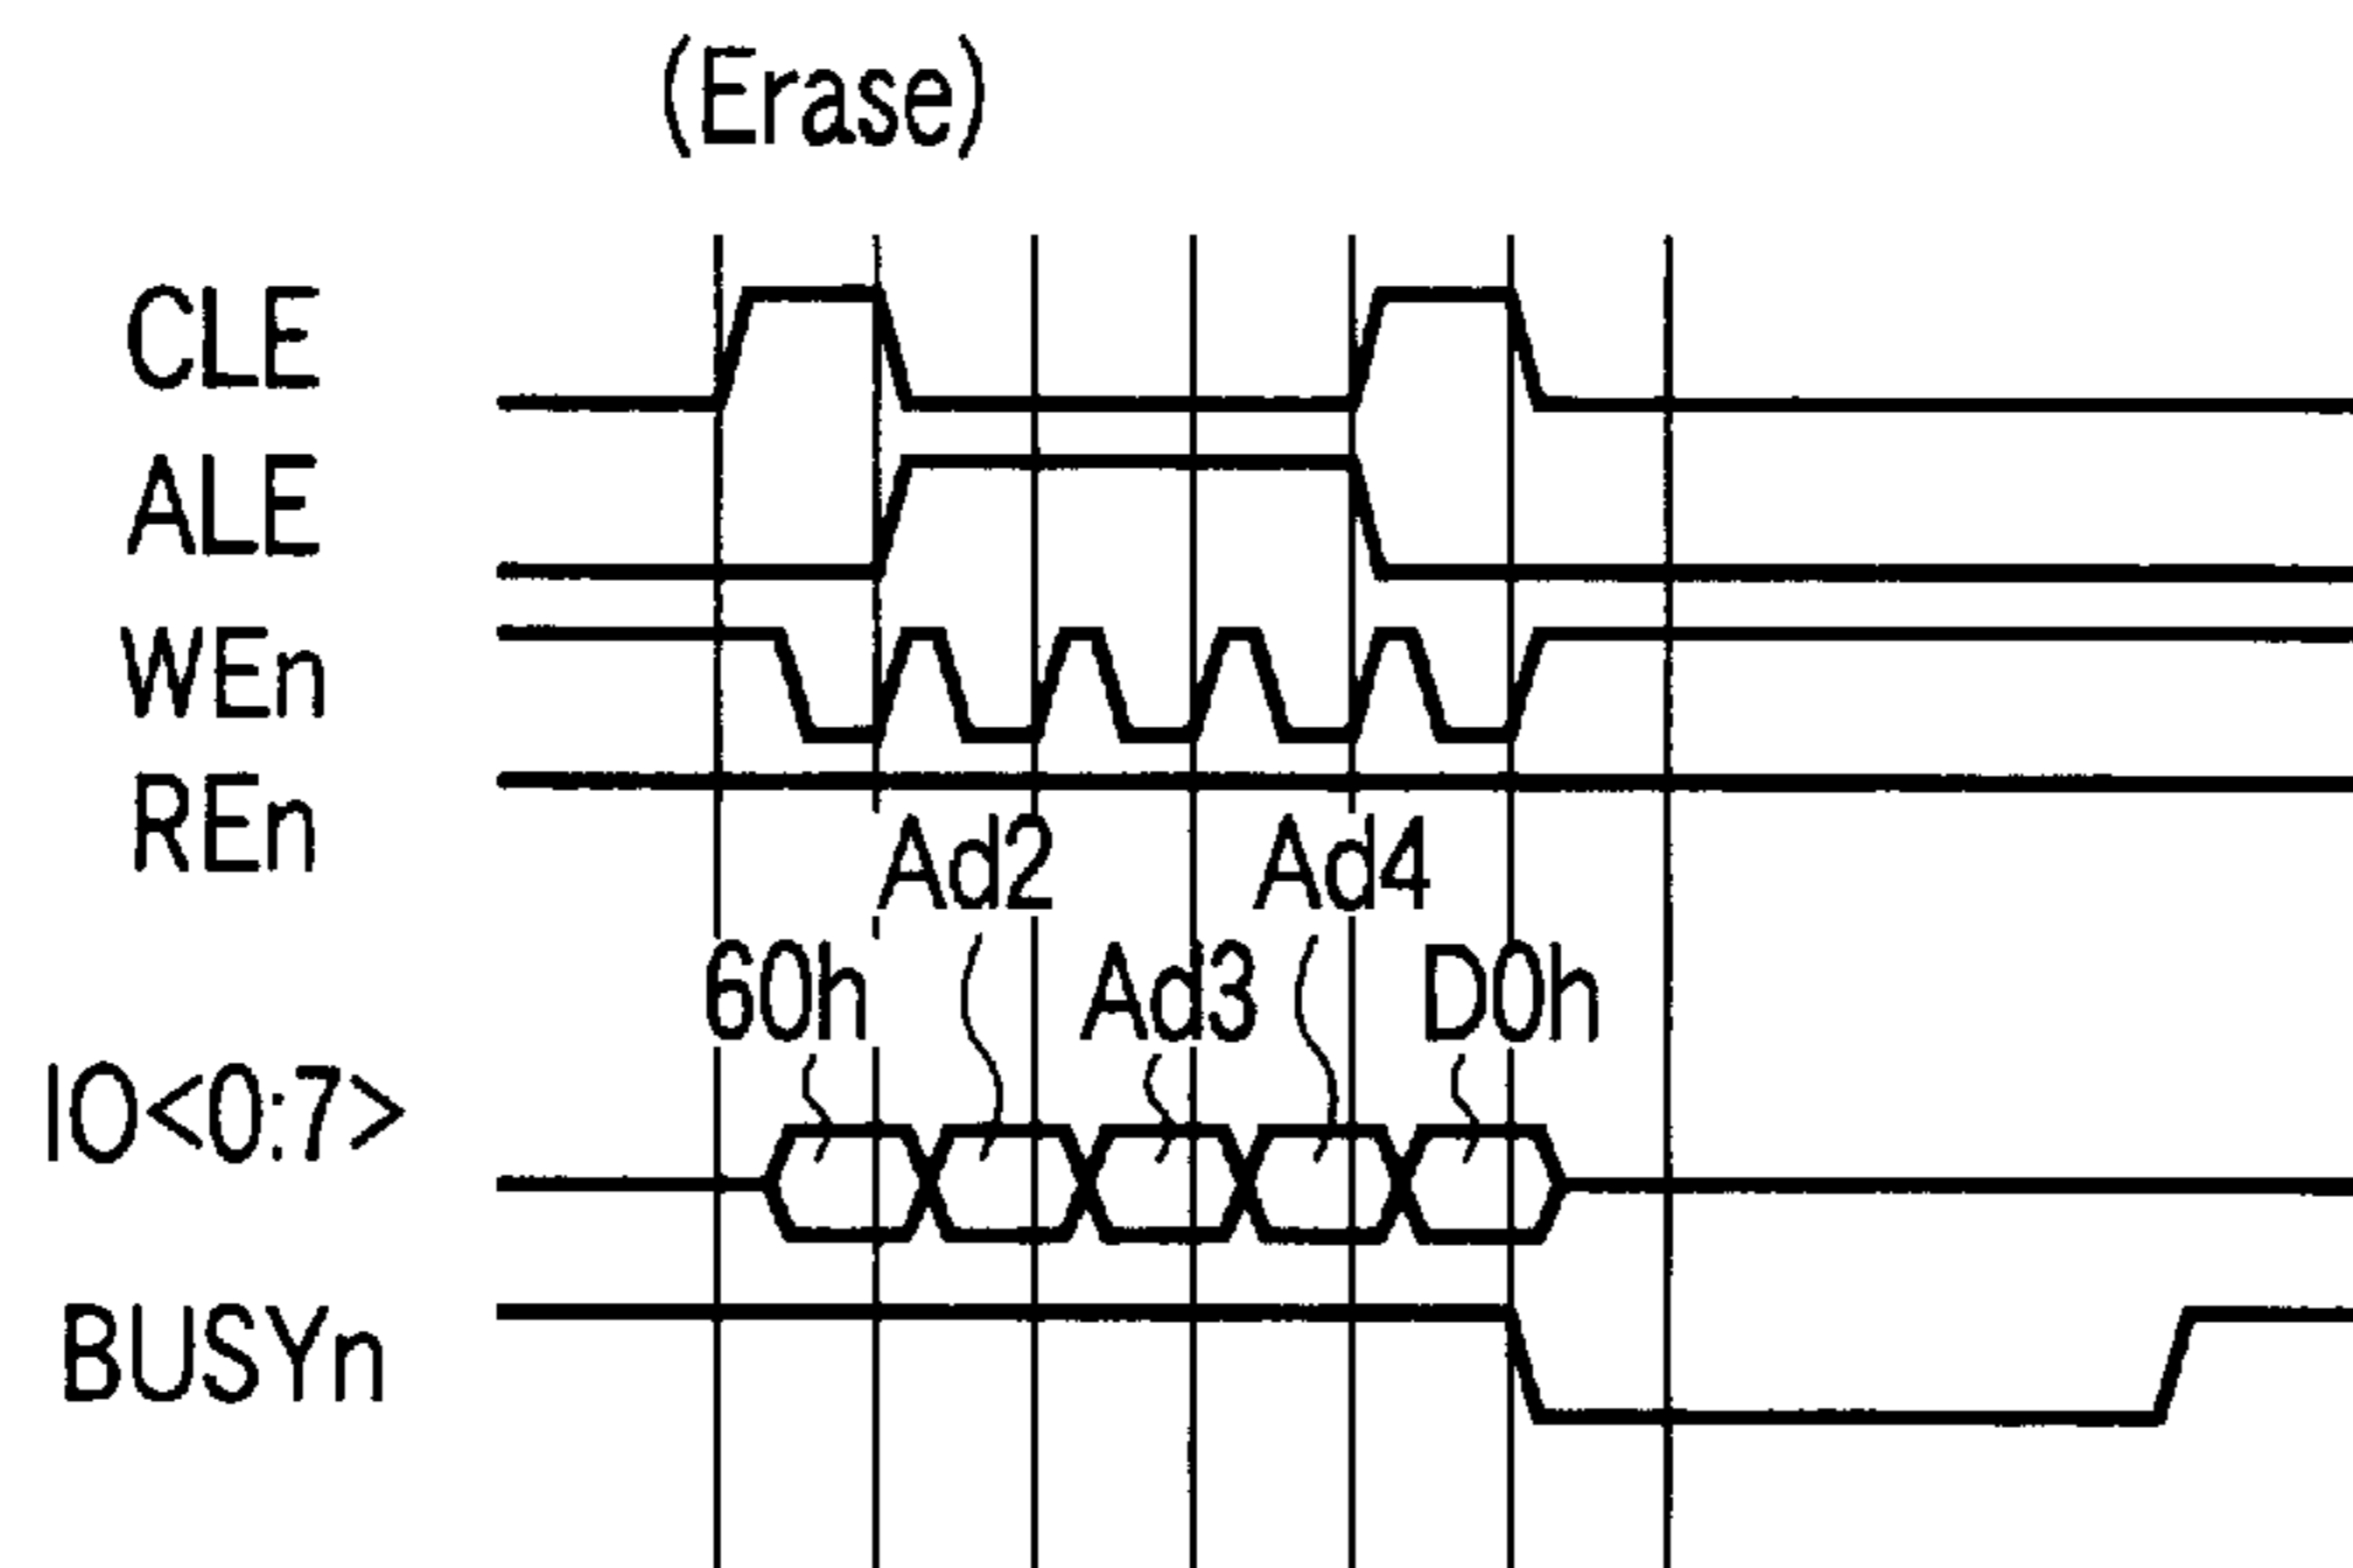 (Erase)
CLE
ALE
WEn
REn
Ad2 Ad4
60h Ad3 D0h
IO<0:7>
BUSYn